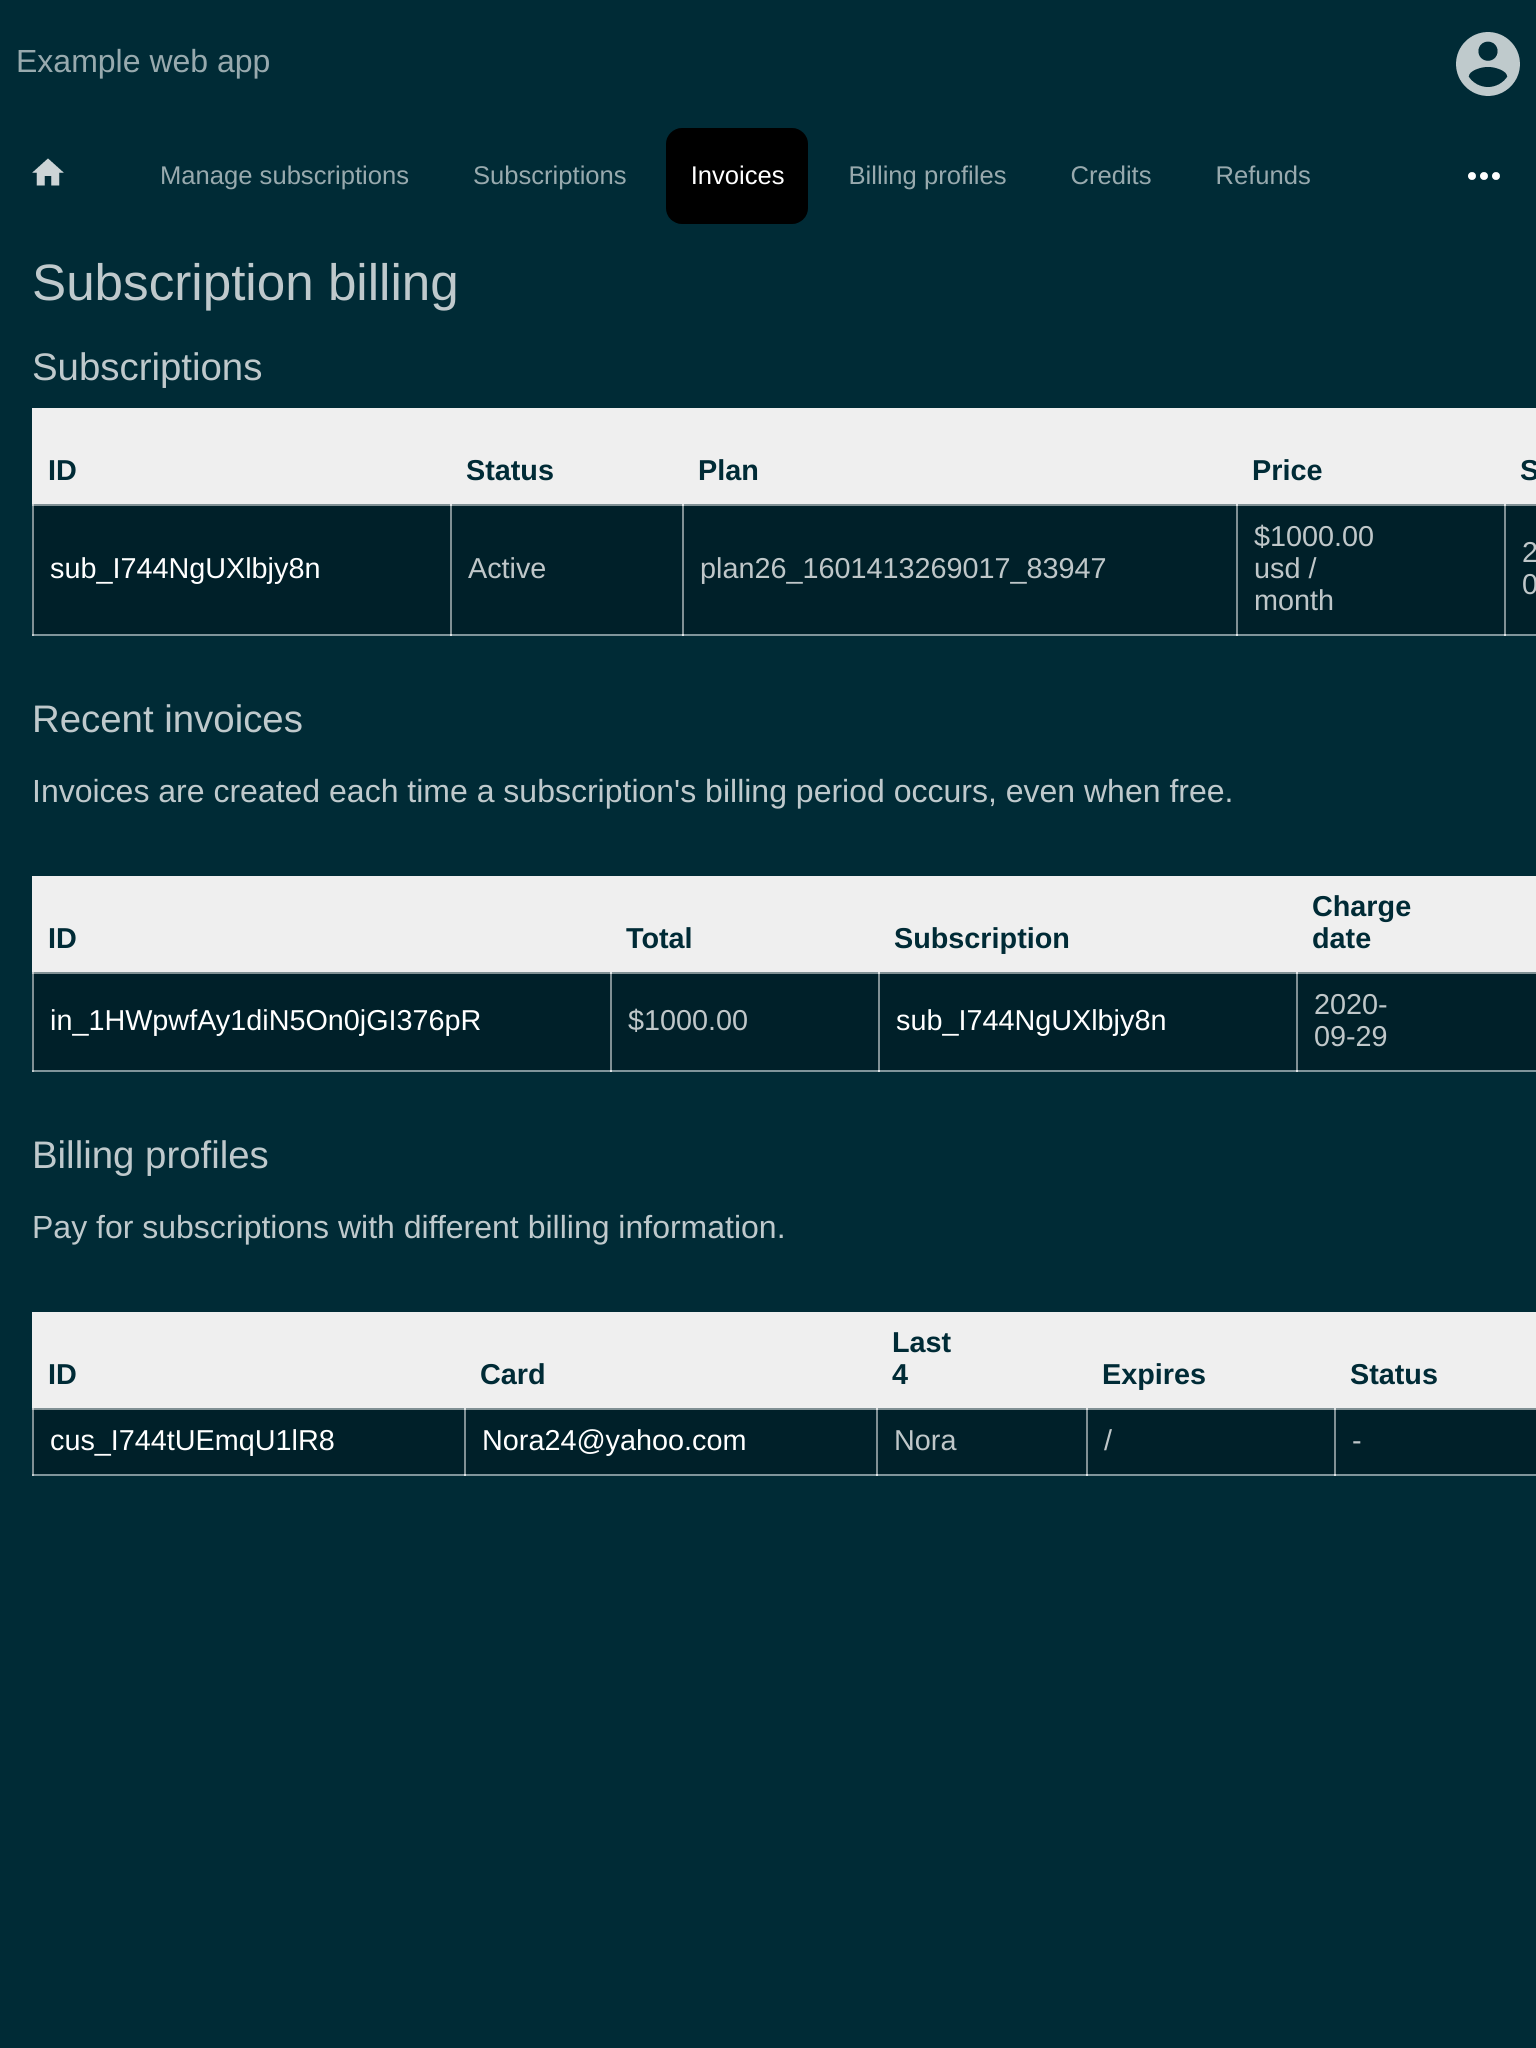 Example web app
Manage subscriptions Subscriptions Invoices Billing profiles Credits Refunds
Subscription billing
Subscriptions
ID Status Plan Price
sub_I744NgUXlbjy8n Active plan26_1601413269017_83947 $1000.00
usd /
month
Recent invoices
Invoices are created each time a subscription's billing period occurs, even when free.
ID Total Subscription Charge
date
in_1HWpwfAy1diN5On0jGI376pR $1000.00 sub_I744NgUXlbjy8n 2020-
09-29
Billing profiles
Pay for subscriptions with different billing information.
ID Card Last
4 Expires Status
cus_I744tUEmqU1lR8 Nora24@yahoo.com Nora / -